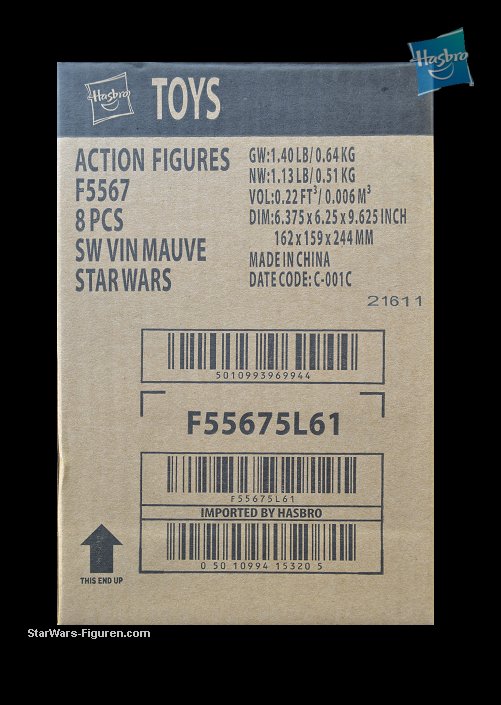 Hasbro
Hasbro TOYS
ACTION FIGURES
F5567
8 PCS
SW VIN MAUVE
STAR WARS
GW:1.40 LB/0.64 KG
NW:1.13 LB/0.51 KG
VOL:0.22 FT³/0.006 M³
DIM:6.375 x 6.25 x 9.625 INCH
162 x 159 x 244 MM
MADE IN CHINA
DATE CODE: C-001C
21611
5010993969944
F55675L61
F55675L61
IMPORTED BY HASBRO
0 50 10994 15320 5
THIS END UP
StarWars-Figuren.com